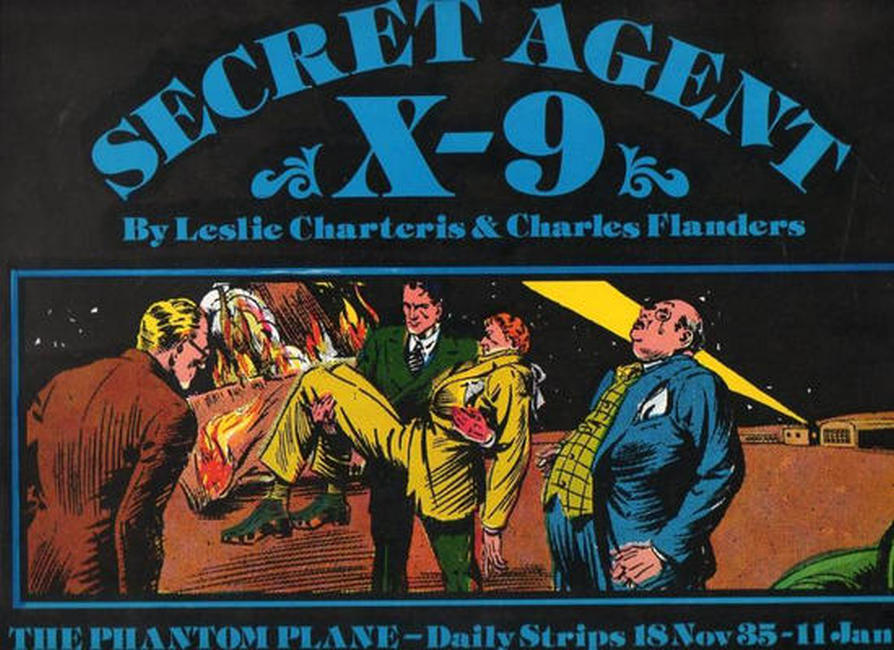 SECRET AGENT
X-9
By Leslie Charteris & Charles Flanders
THE PHANTOM PLANE - Daily Strips 18 Nov 35 - 11 Jan